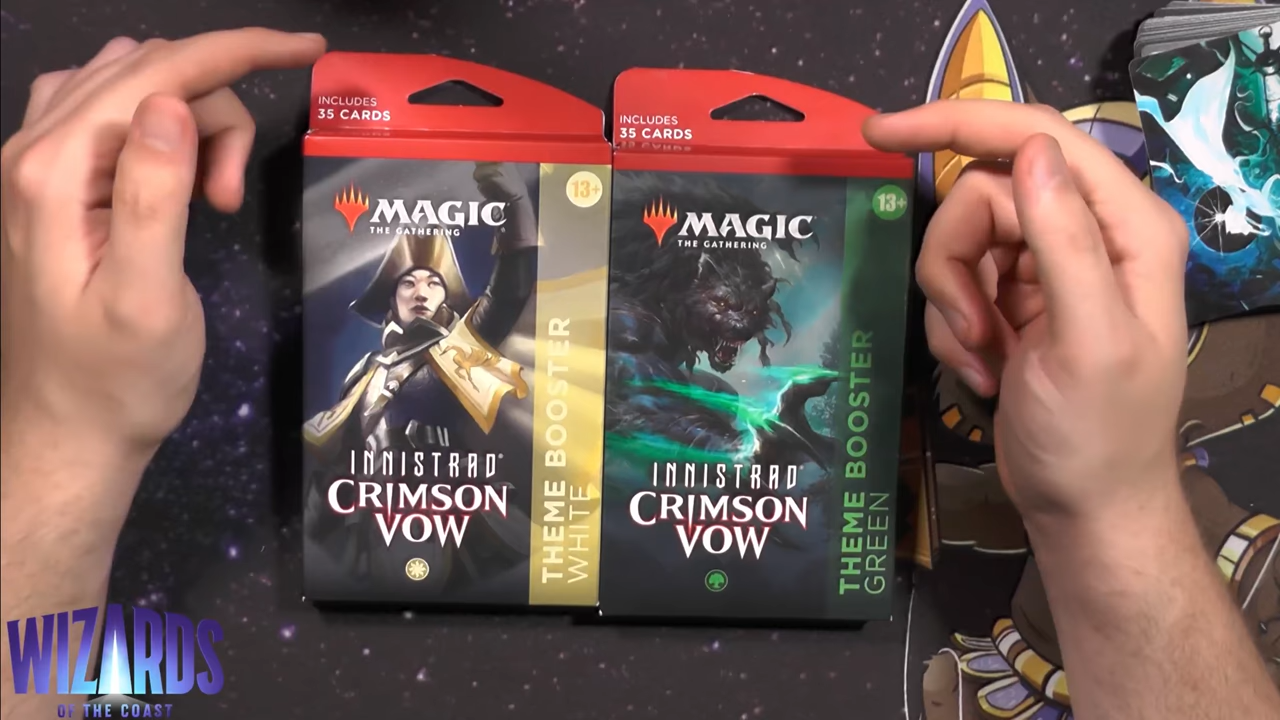 INCLUDES
35 CARDS
13+
MAGIC
THE GATHERING
INNISTRAD
CRIMSON
VOW
THEME BOOSTER
WHITE
INCLUDES
35 CARDS
13+
MAGIC
THE GATHERING
INNISTRAD
CRIMSON
VOW
THEME BOOSTER
GREEN
WIZARDS
OF THE COAST